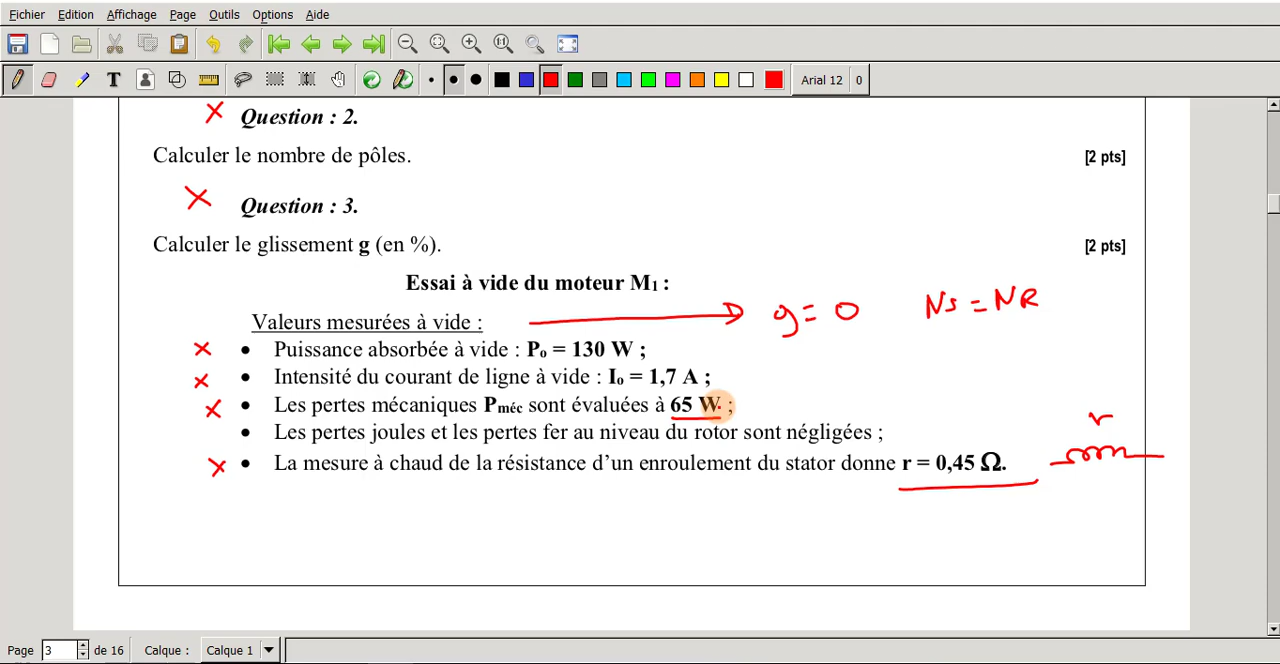 Fichier Edition Affichage Page Outils Options Aide
T 1:1 Arial 12 0
Question : 2.
Calculer le nombre de pôles. [2 pts]
Question : 3.
Calculer le glissement g (en %). [2 pts]
Essai à vide du moteur M1 :
Valeurs mesurées à vide : g = 0 Ns = NR
• Puissance absorbée à vide : Po = 130 W ;
• Intensité du courant de ligne à vide : Io = 1,7 A ;
• Les pertes mécaniques Pméc sont évaluées à 65 W ;
• Les pertes joules et les pertes fer au niveau du rotor sont négligées ;
r
• La mesure à chaud de la résistance d’un enroulement du stator donne r = 0,45 Ω.
Page 3 de 16 Calque : Calque 1